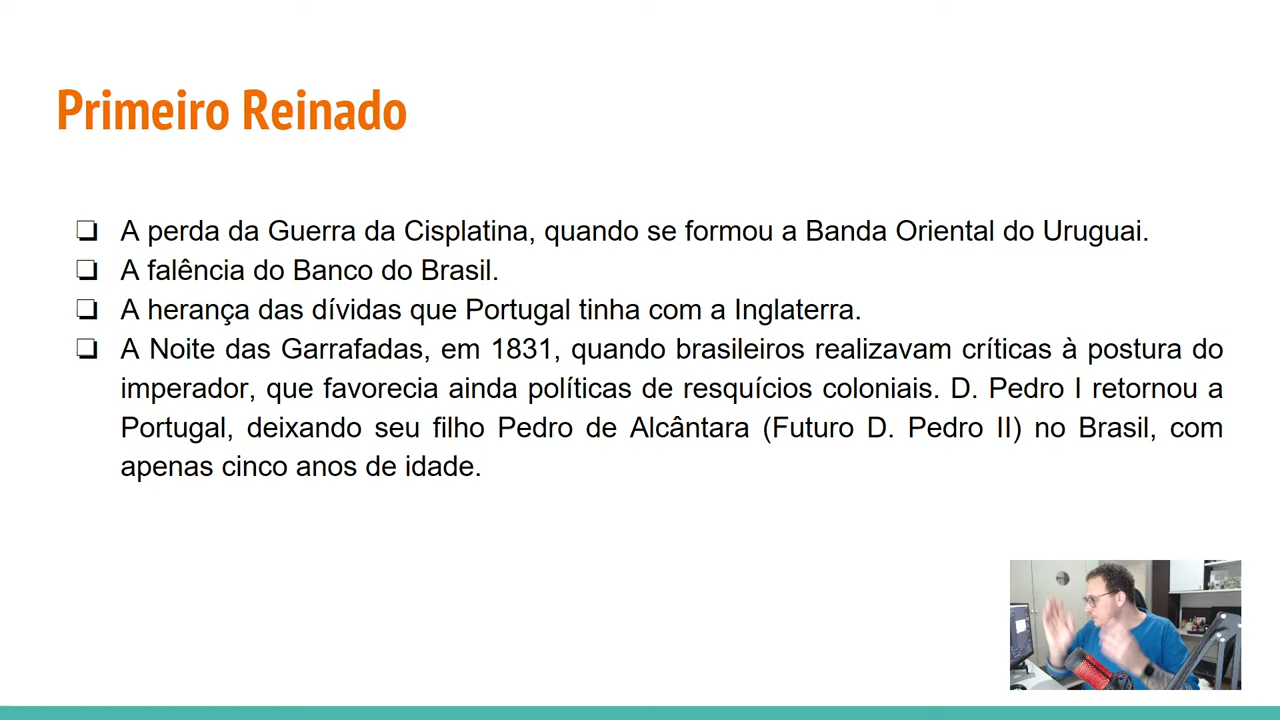 Primeiro Reinado
❏ A perda da Guerra da Cisplatina, quando se formou a Banda Oriental do Uruguai.
❏ A falência do Banco do Brasil.
❏ A herança das dívidas que Portugal tinha com a Inglaterra.
❏ A Noite das Garrafadas, em 1831, quando brasileiros realizavam críticas à postura do
imperador, que favorecia ainda políticas de resquícios coloniais. D. Pedro I retornou a
Portugal, deixando seu filho Pedro de Alcântara (Futuro D. Pedro II) no Brasil, com
apenas cinco anos de idade.